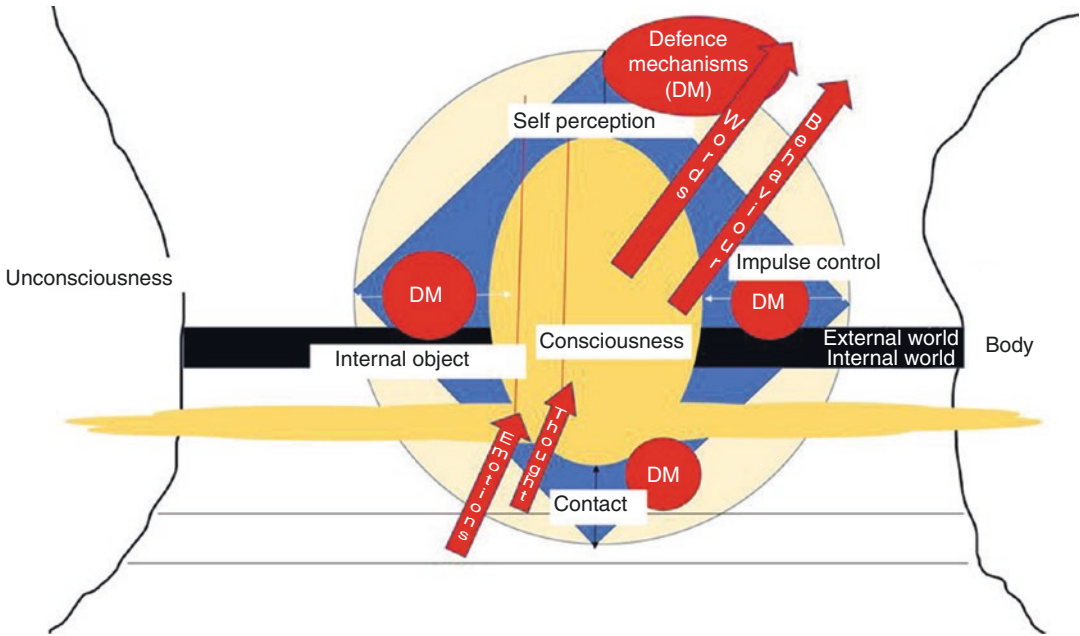 Defence
mechanisms
(DM)
Self perception
Words
Behaviour
Unconsciousness
DM
Impulse control
DM
Consciousness
External world
Internal world
Internal object
Body
Emotions
Thought
DM
Contact